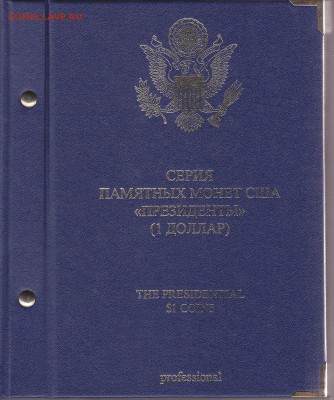 СЕРИЯ
ПАМЯТНЫХ МОНЕТ США
«ПРЕЗИДЕНТЫ»
(1 ДОЛЛАР)
THE PRESIDENTIAL
$1 COINS
professional